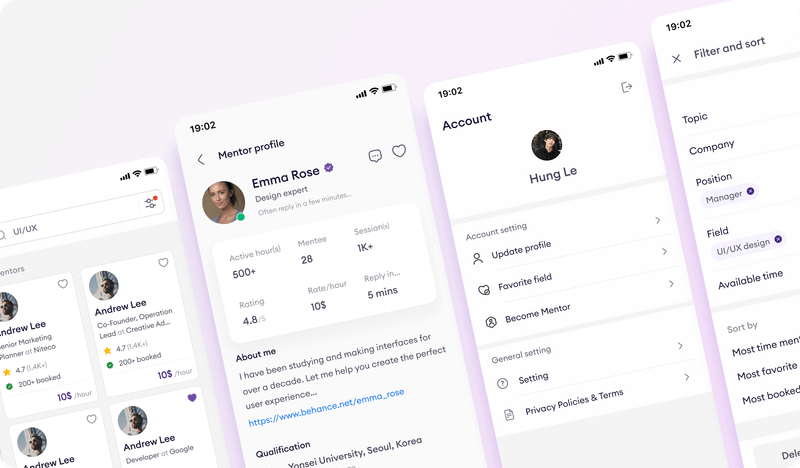 UI/UX
entors
Andrew Lee
enior Marketing
Planner at Niteco
4.7 (1.4K+)
200+ booked
10$ /hour
Andrew Lee
Co-Founder, Operation
Lead at Creative Ad...
4.7 (1.4K+)
200+ booked
10$ /hour
Andrew Lee
Andrew Lee
Developer at Google
19:02
Mentor profile
Emma Rose
Design expert
Often reply in a few minutes...
Active hour(s)
500+
Mentee
28
Session(s)
1K+
Rating
4.8/5
Rate/hour
10$
Reply in...
5 mins
About me
I have been studying and making interfaces for
over a decade. Let me help you create the perfect
user experience...
https://www.behance.net/emma_rose
Qualification
Yonsei University, Seoul, Korea
19:02
Account
Hung Le
Account setting
Update profile
Favorite field
Become Mentor
General setting
Setting
Privacy Policies & Terms
19:02
Filter and sort
Topic
Company
Position
Manager
Field
UI/UX design
Available time
Sort by
Most time men
Most favorite
Most booked
Dele